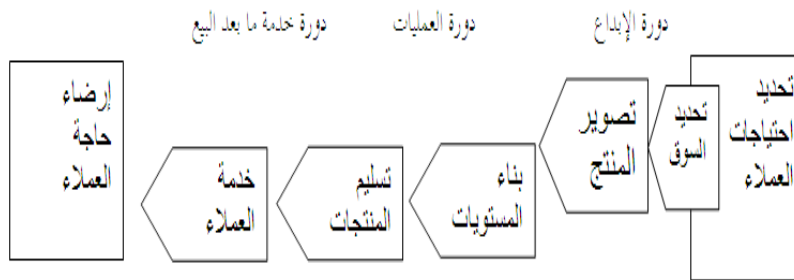 دورة الإبداع
دورة العمليات
دورة خدمة ما بعد البيع
تحديد
احتياجات
العملاء
تحديد
السوق
تصوير
المنتج
بناء
المستويات
تسليم
المنتجات
خدمة
العملاء
إرضاء
حاجة
العملاء